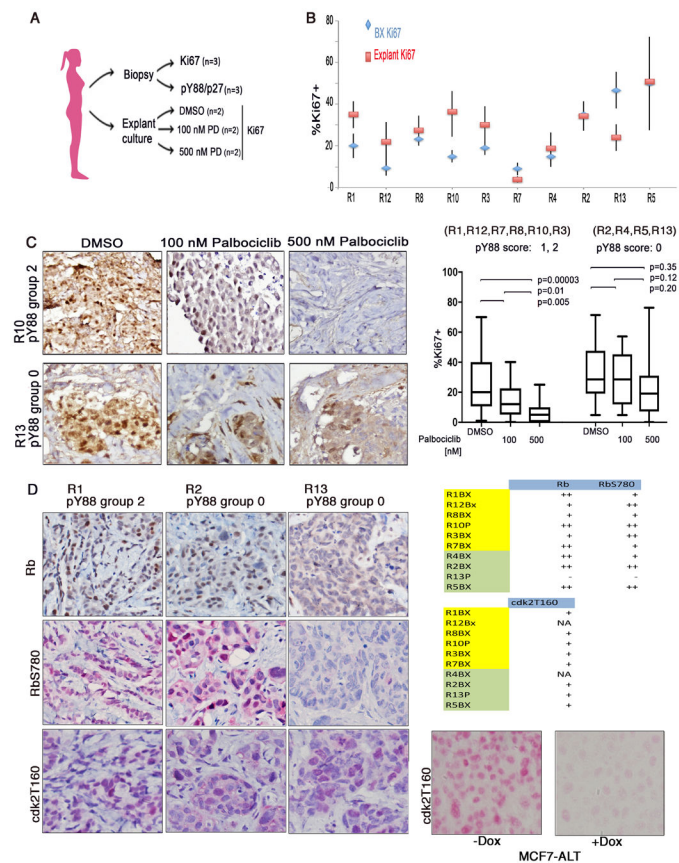 A
Biopsy
Ki67 (n=3)
pY88/p27(n=3)
Explant
culture
DMSO (n=2)
100 nM PD (n=2)
500 nM PD (n=2)
Ki67
B
BX Ki67
Explant Ki67
%Ki67+
80
60
40
20
0
R1 R12 R8 R10 R3 R7 R4 R2 R13 R5
C
DMSO 100 nM Palbociclib 500 nM Palbociclib
R10
pY88 group 2
R13
pY88 group 0
(R1,R12,R7,R8,R10,R3) (R2,R4,R5,R13)
pY88 score: 1, 2 pY88 score: 0
p=0.00003
p=0.01
p=0.005
p=0.35
p=0.12
p=0.20
%Ki67+
100
80
60
40
20
0
DMSO 100 500 DMSO 100 500
Palbociclib
[nM]
D
R1 R2 R13
pY88 group 2 pY88 group 0 pY88 group 0
Rb
RbS780
cdk2T160
Rb RbS780
R1BX ++ +
R12Bx + ++
R8BX + +
R10P ++ ++
R3BX + ++
R7BX ++ +
R4BX ++ +
R2BX ++ ++
R13P - -
R5BX ++ ++
cdk2T160
R1BX +
R12Bx NA
R8BX +
R10P +
R3BX +
R7BX +
R4BX NA
R2BX +
R13P +
R5BX +
cdk2T160
-Dox +Dox
MCF7-ALT